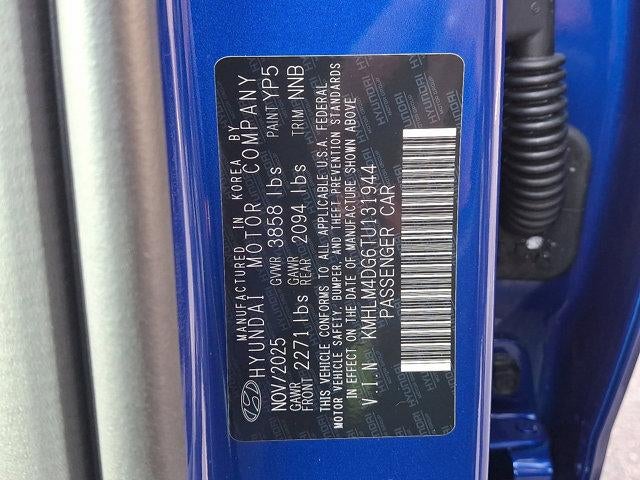 MANUFACTURED IN KOREA BY
HYUNDAI MOTOR COMPANY
NOV/2025 GVWR 3858 lbs PAINT YP5
GAWR FRONT 2271 lbs GAWR REAR 2094 lbs TRIM NNB
THIS VEHICLE CONFORMS TO ALL APPLICABLE U.S.A. FEDERAL
MOTOR VEHICLE SAFETY, BUMPER, AND THEFT PREVENTION STANDARDS
IN EFFECT ON THE DATE OF MANUFACTURE SHOWN ABOVE
V.I.N KMHLM4DG6TU131944
PASSENGER CAR